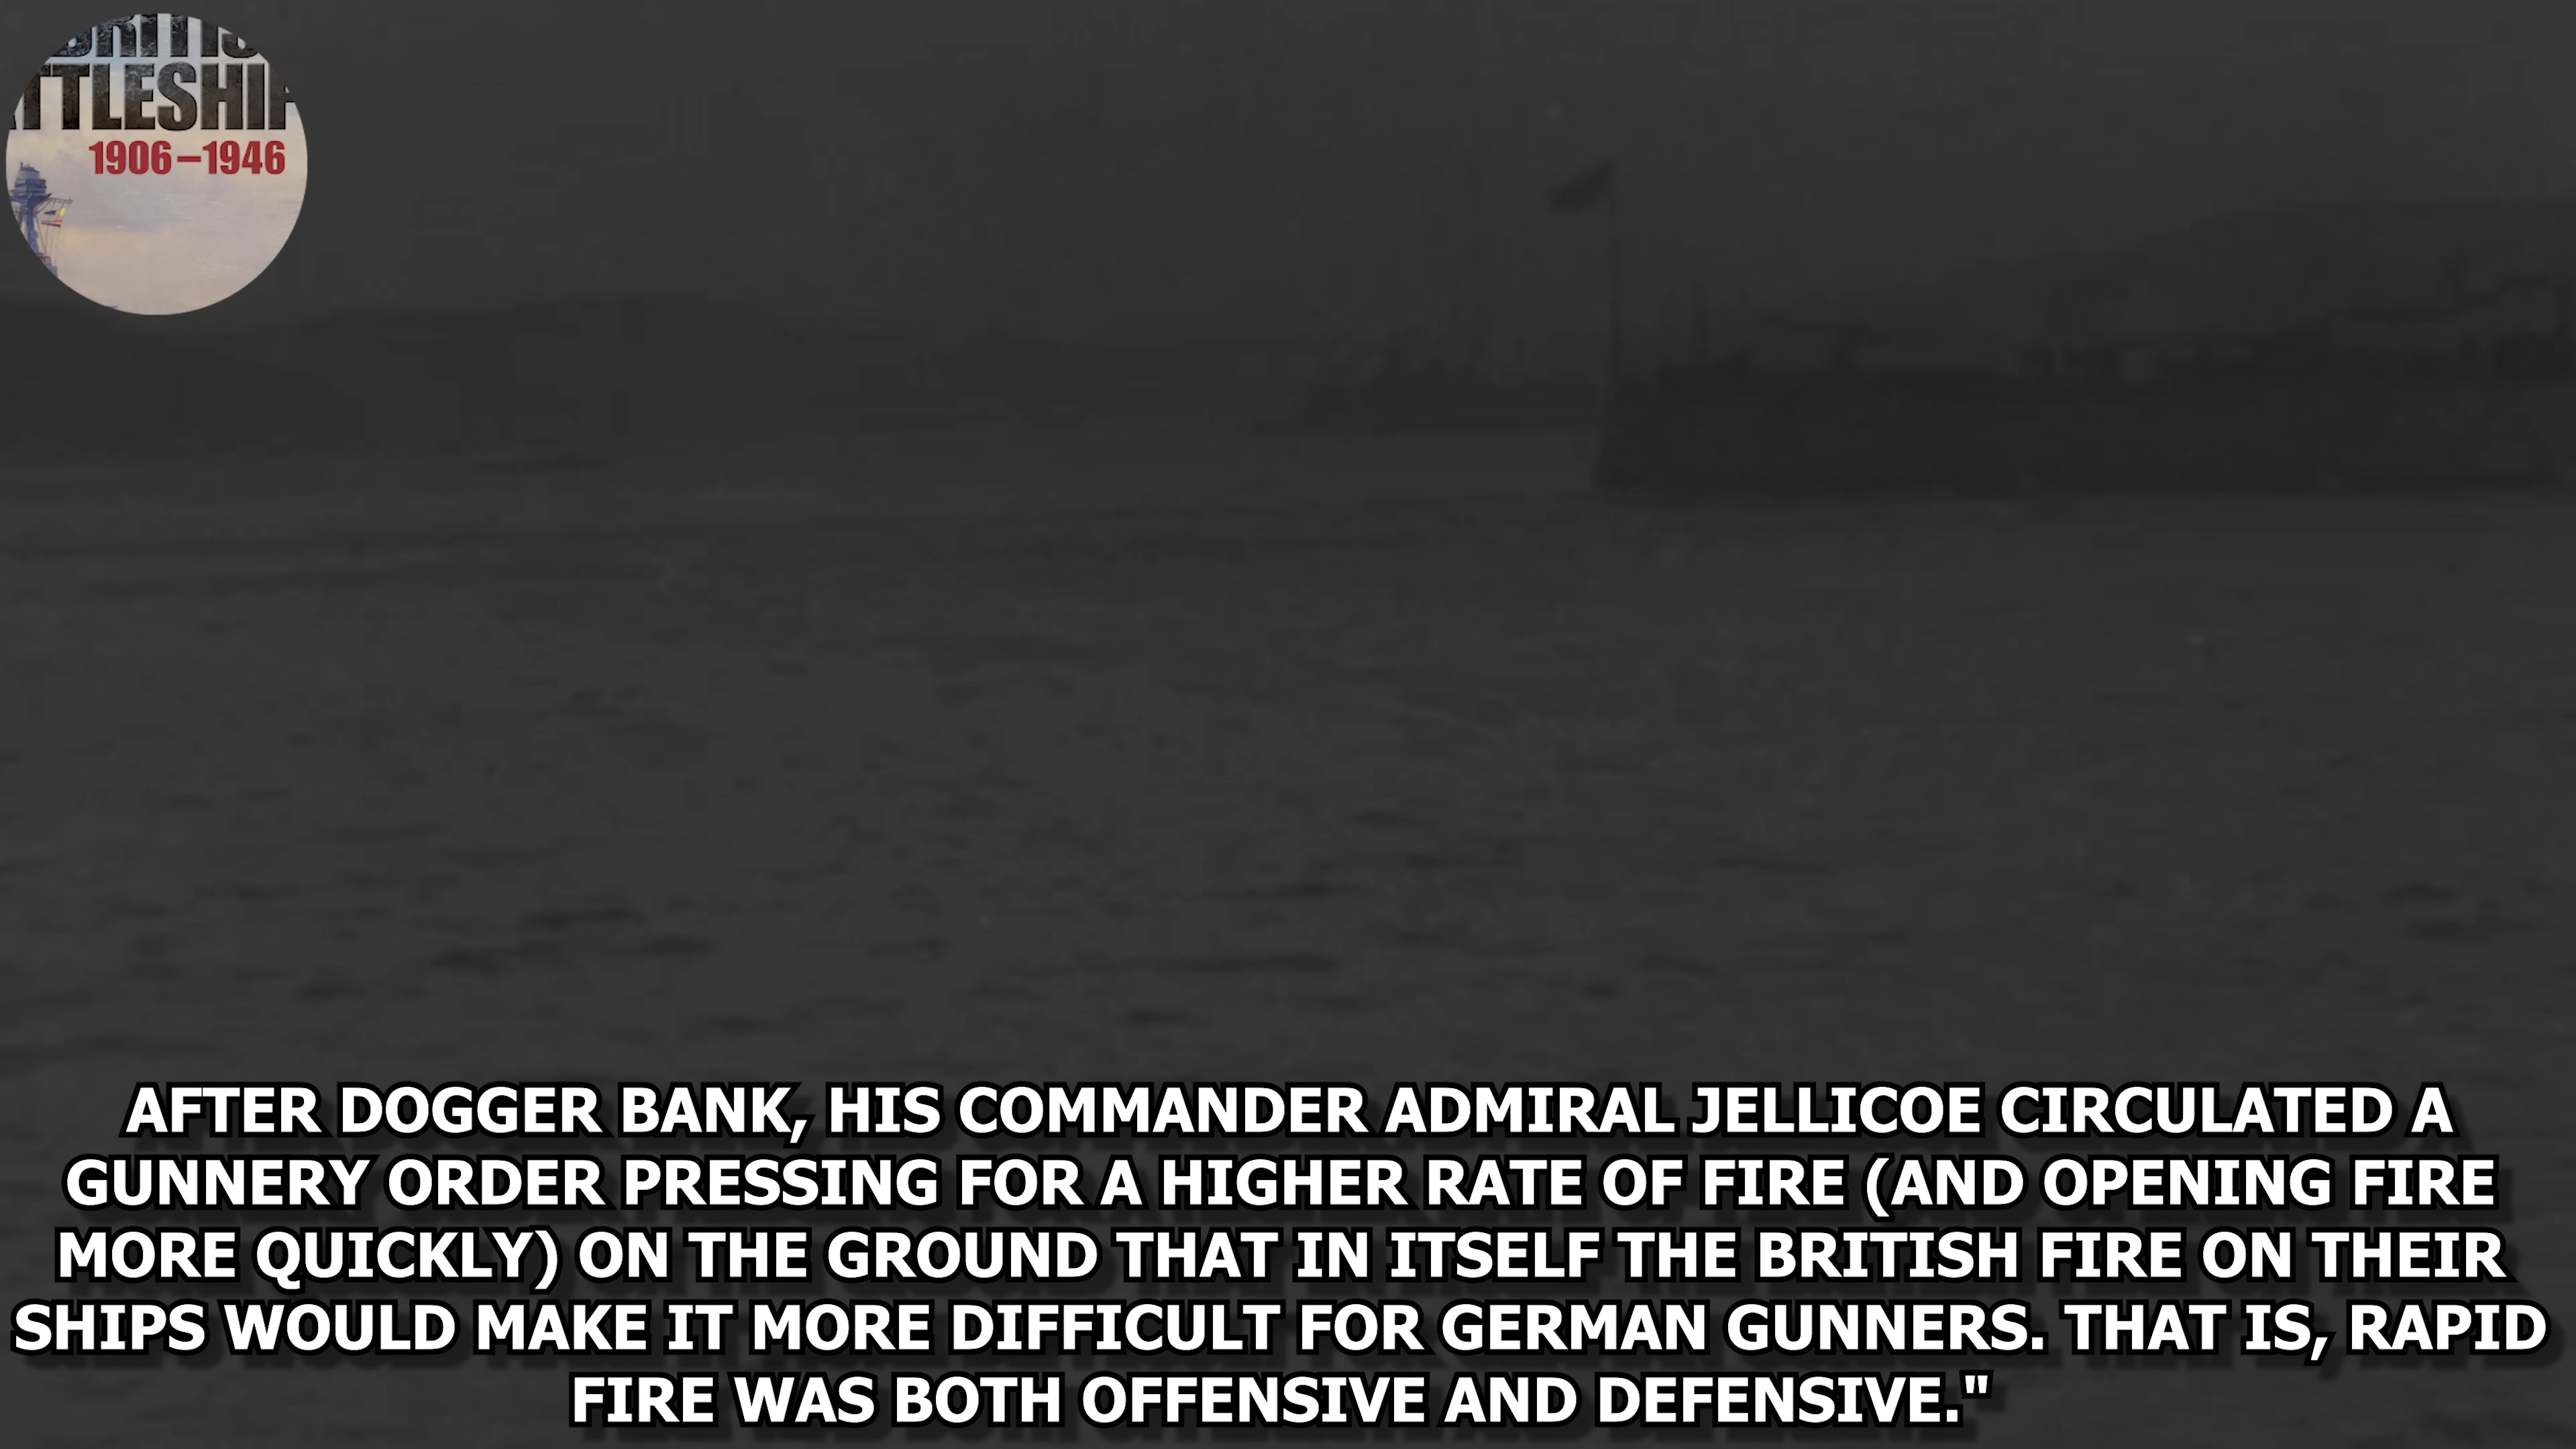 1906–1946
AFTER DOGGER BANK, HIS COMMANDER ADMIRAL JELLICOE CIRCULATED A
GUNNERY ORDER PRESSING FOR A HIGHER RATE OF FIRE (AND OPENING FIRE
MORE QUICKLY) ON THE GROUND THAT IN ITSELF THE BRITISH FIRE ON THEIR
SHIPS WOULD MAKE IT MORE DIFFICULT FOR GERMAN GUNNERS. THAT IS, RAPID
FIRE WAS BOTH OFFENSIVE AND DEFENSIVE."